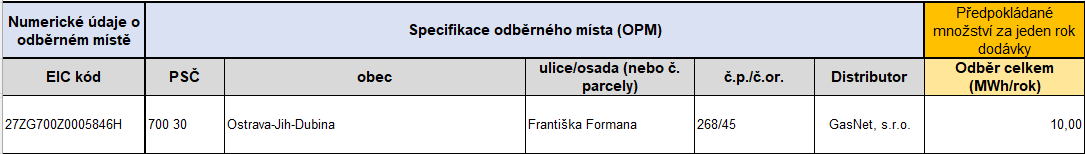 Numerické údaje o
odběrném místě
Specifikace odběrného místa (OPM)
Předpokládané
množství za jeden rok
dodávky
EIC kód
PSČ
obec
ulice/osada (nebo č.
parcely)
č.p./č.or.
Distributor
Odběr celkem
(MWh/rok)
27ZG700Z0005846H
700 30
Ostrava-Jih-Dubina
Františka Formana
268/45
GasNet, s.r.o.
10,00